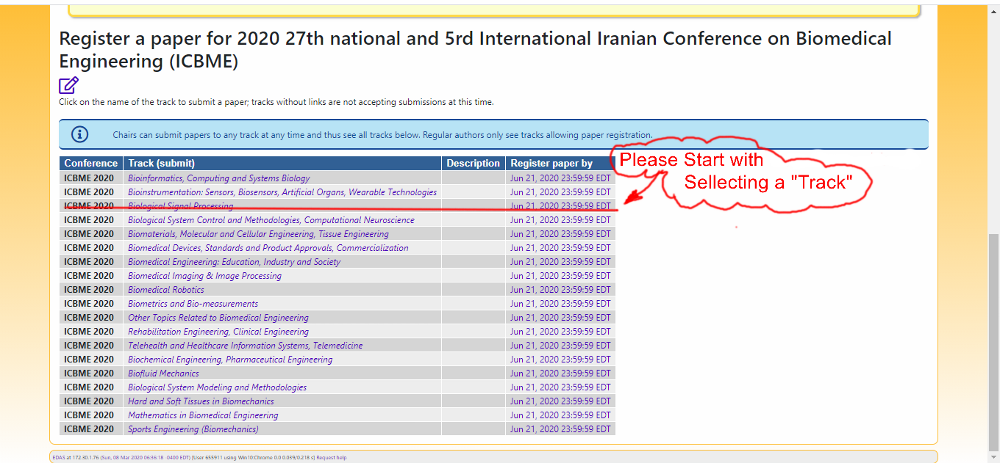 Register a paper for 2020 27th national and 5rd International Iranian Conference on Biomedical
Engineering (ICBME)
Click on the name of the track to submit a paper; tracks without links are not accepting submissions at this time.
Chairs can submit papers to any track at any time and thus see all tracks below. Regular authors only see tracks allowing paper registration.
Please Start with
Sellecting a "Track"
Conference Track (submit) Description Register paper by
ICBME 2020 Bioinformatics, Computing and Systems Biology Jun 21, 2020 23:59:59 EDT
ICBME 2020 Bioinstrumentation: Sensors, Biosensors, Artificial Organs, Wearable Technologies Jun 21, 2020 23:59:59 EDT
ICBME 2020 Biological Signal Processing Jun 21, 2020 23:59:59 EDT
ICBME 2020 Biological System Control and Methodologies, Computational Neuroscience Jun 21, 2020 23:59:59 EDT
ICBME 2020 Biomaterials, Molecular and Cellular Engineering, Tissue Engineering Jun 21, 2020 23:59:59 EDT
ICBME 2020 Biomedical Devices, Standards and Product Approvals, Commercialization Jun 21, 2020 23:59:59 EDT
ICBME 2020 Biomedical Engineering: Education, Industry and Society Jun 21, 2020 23:59:59 EDT
ICBME 2020 Biomedical Imaging & Image Processing Jun 21, 2020 23:59:59 EDT
ICBME 2020 Biomedical Robotics Jun 21, 2020 23:59:59 EDT
ICBME 2020 Biometrics and Bio-measurements Jun 21, 2020 23:59:59 EDT
ICBME 2020 Other Topics Related to Biomedical Engineering Jun 21, 2020 23:59:59 EDT
ICBME 2020 Rehabilitation Engineering, Clinical Engineering Jun 21, 2020 23:59:59 EDT
ICBME 2020 Telehealth and Healthcare Information Systems, Telemedicine Jun 21, 2020 23:59:59 EDT
ICBME 2020 Biochemical Engineering, Pharmaceutical Engineering Jun 21, 2020 23:59:59 EDT
ICBME 2020 Biofluid Mechanics Jun 21, 2020 23:59:59 EDT
ICBME 2020 Biological System Modeling and Methodologies Jun 21, 2020 23:59:59 EDT
ICBME 2020 Hard and Soft Tissues in Biomechanics Jun 21, 2020 23:59:59 EDT
ICBME 2020 Mathematics in Biomedical Engineering Jun 21, 2020 23:59:59 EDT
ICBME 2020 Sports Engineering (Biomechanics) Jun 21, 2020 23:59:59 EDT
EDAS at 172.30.1.76 (Sun, 08 Mar 2020 06:36:18 -0400 EDT) [User 655911 using Win10:Chrome 0.0 0.039/0.218 s] Request help